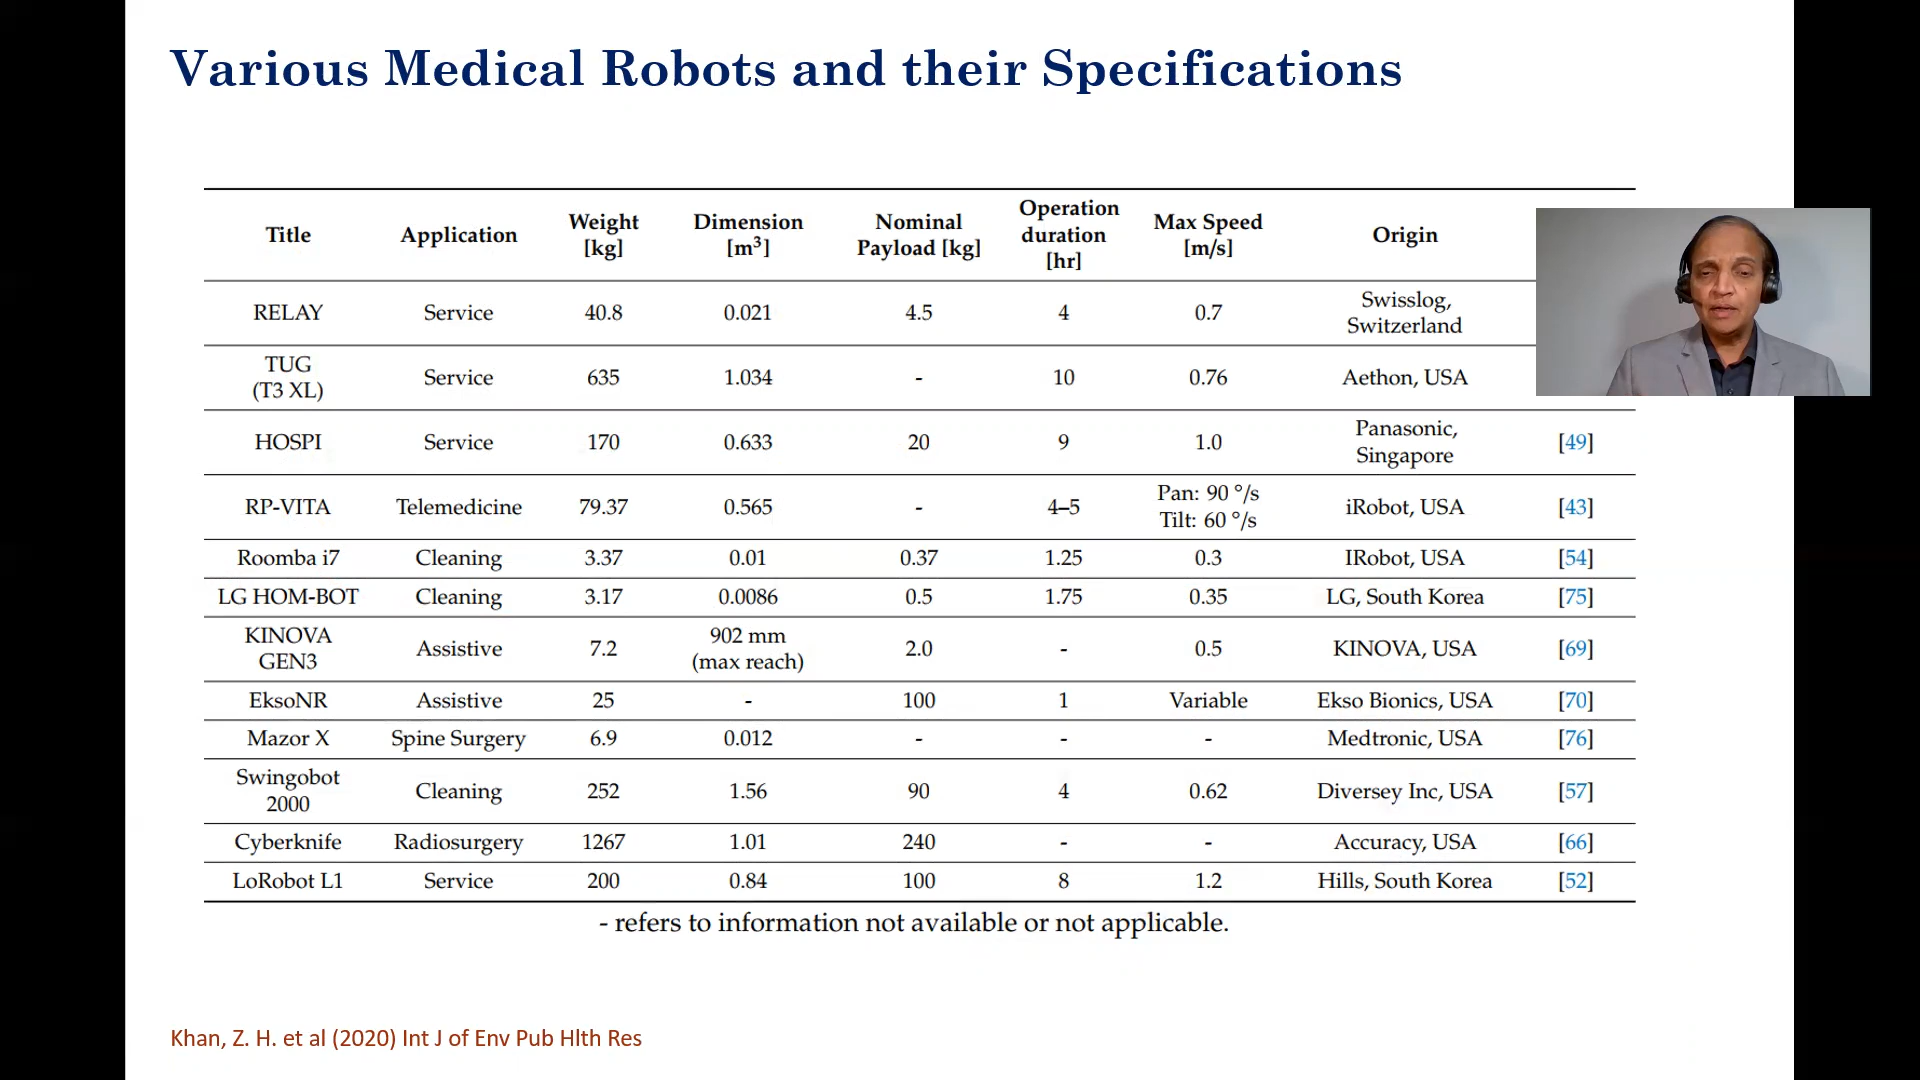 Various Medical Robots and their Specifications
Title Application Weight [kg] Dimension [m³] Nominal Payload [kg] Operation duration [hr] Max Speed [m/s] Origin
RELAY Service 40.8 0.021 4.5 4 0.7 Swisslog, Switzerland
TUG (T3 XL) Service 635 1.034 - 10 0.76 Aethon, USA
HOSPI Service 170 0.633 20 9 1.0 Panasonic, Singapore [49]
RP-VITA Telemedicine 79.37 0.565 - 4–5 Pan: 90 °/s Tilt: 60 °/s iRobot, USA [43]
Roomba i7 Cleaning 3.37 0.01 0.37 1.25 0.3 IRobot, USA [54]
LG HOM-BOT Cleaning 3.17 0.0086 0.5 1.75 0.35 LG, South Korea [75]
KINOVA GEN3 Assistive 7.2 902 mm (max reach) 2.0 - 0.5 KINOVA, USA [69]
EksoNR Assistive 25 - 100 1 Variable Ekso Bionics, USA [70]
Mazor X Spine Surgery 6.9 0.012 - - - Medtronic, USA [76]
Swingobot 2000 Cleaning 252 1.56 90 4 0.62 Diversey Inc, USA [57]
Cyberknife Radiosurgery 1267 1.01 240 - - Accuracy, USA [66]
LoRobot L1 Service 200 0.84 100 8 1.2 Hills, South Korea [52]
- refers to information not available or not applicable.
Khan, Z. H. et al (2020) Int J of Env Pub Hlth Res